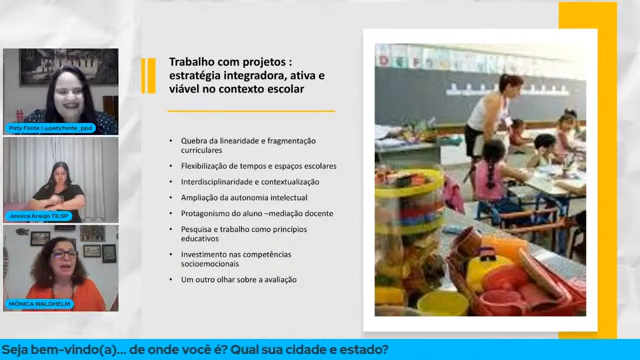 Trabalho com projetos :
estratégia integradora, ativa e
viável no contexto escolar
• Quebra da linearidade e fragmentação
curriculares
• Flexibilização de tempos e espaços escolares
• Interdisciplinaridade e contextualização
• Ampliação da autonomia intelectual
• Protagonismo do aluno –mediação docente
• Pesquisa e trabalho como princípios
educativos
• Investimento nas competências
socioemocionais
• Um outro olhar sobre a avaliação
Paty Fonte | @patyfonte_ppd
Jessica Araujo TILSP
MÔNICA WALDHELM
Seja bem-vindo(a)... de onde você é? Qual sua cidade e estado?